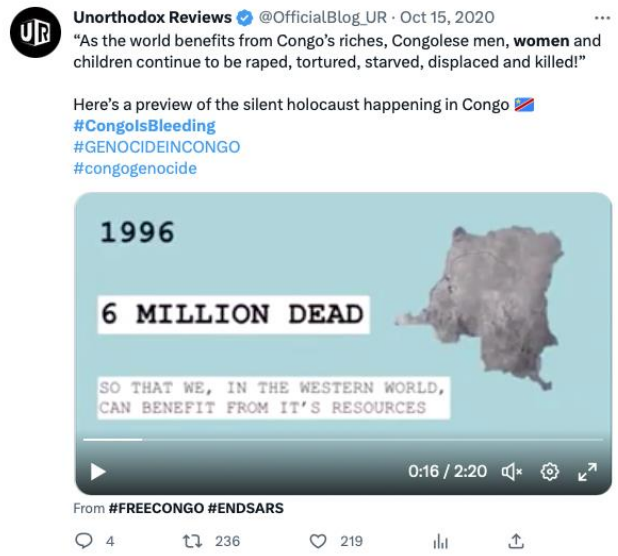 UR
Unorthodox Reviews @OfficialBlog_UR · Oct 15, 2020
“As the world benefits from Congo’s riches, Congolese men, women and
children continue to be raped, tortured, starved, displaced and killed!”
Here’s a preview of the silent holocaust happening in Congo 🇨🇩
#CongoIsBleeding
#GENOCIDEINCONGO
#congogenocide
1996
6 MILLION DEAD
SO THAT WE, IN THE WESTERN WORLD,
CAN BENEFIT FROM IT’S RESOURCES
0:16 / 2:20
From #FREECONGO #ENDSARS
4 236 219